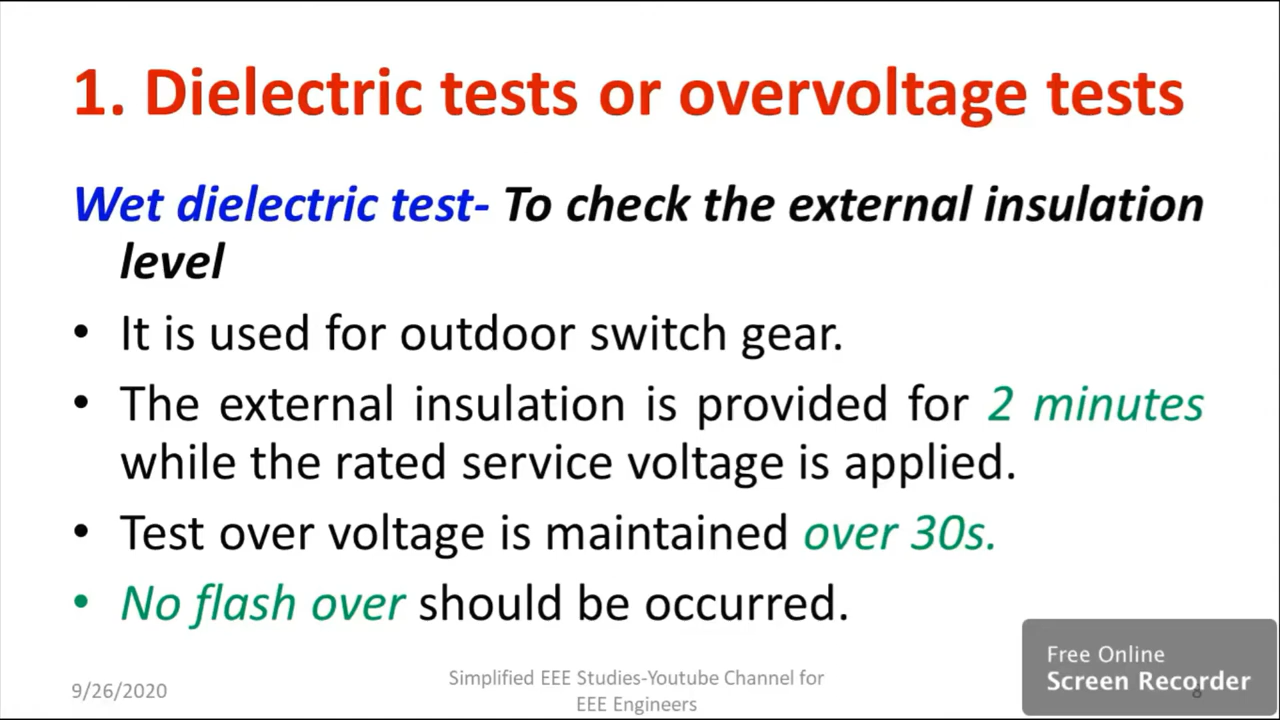 1. Dielectric tests or overvoltage tests
Wet dielectric test- To check the external insulation
level
• It is used for outdoor switch gear.
• The external insulation is provided for 2 minutes
while the rated service voltage is applied.
• Test over voltage is maintained over 30s.
• No flash over should be occurred.
9/26/2020
Simplified EEE Studies-Youtube Channel for
EEE Engineers
8
Free Online
Screen Recorder